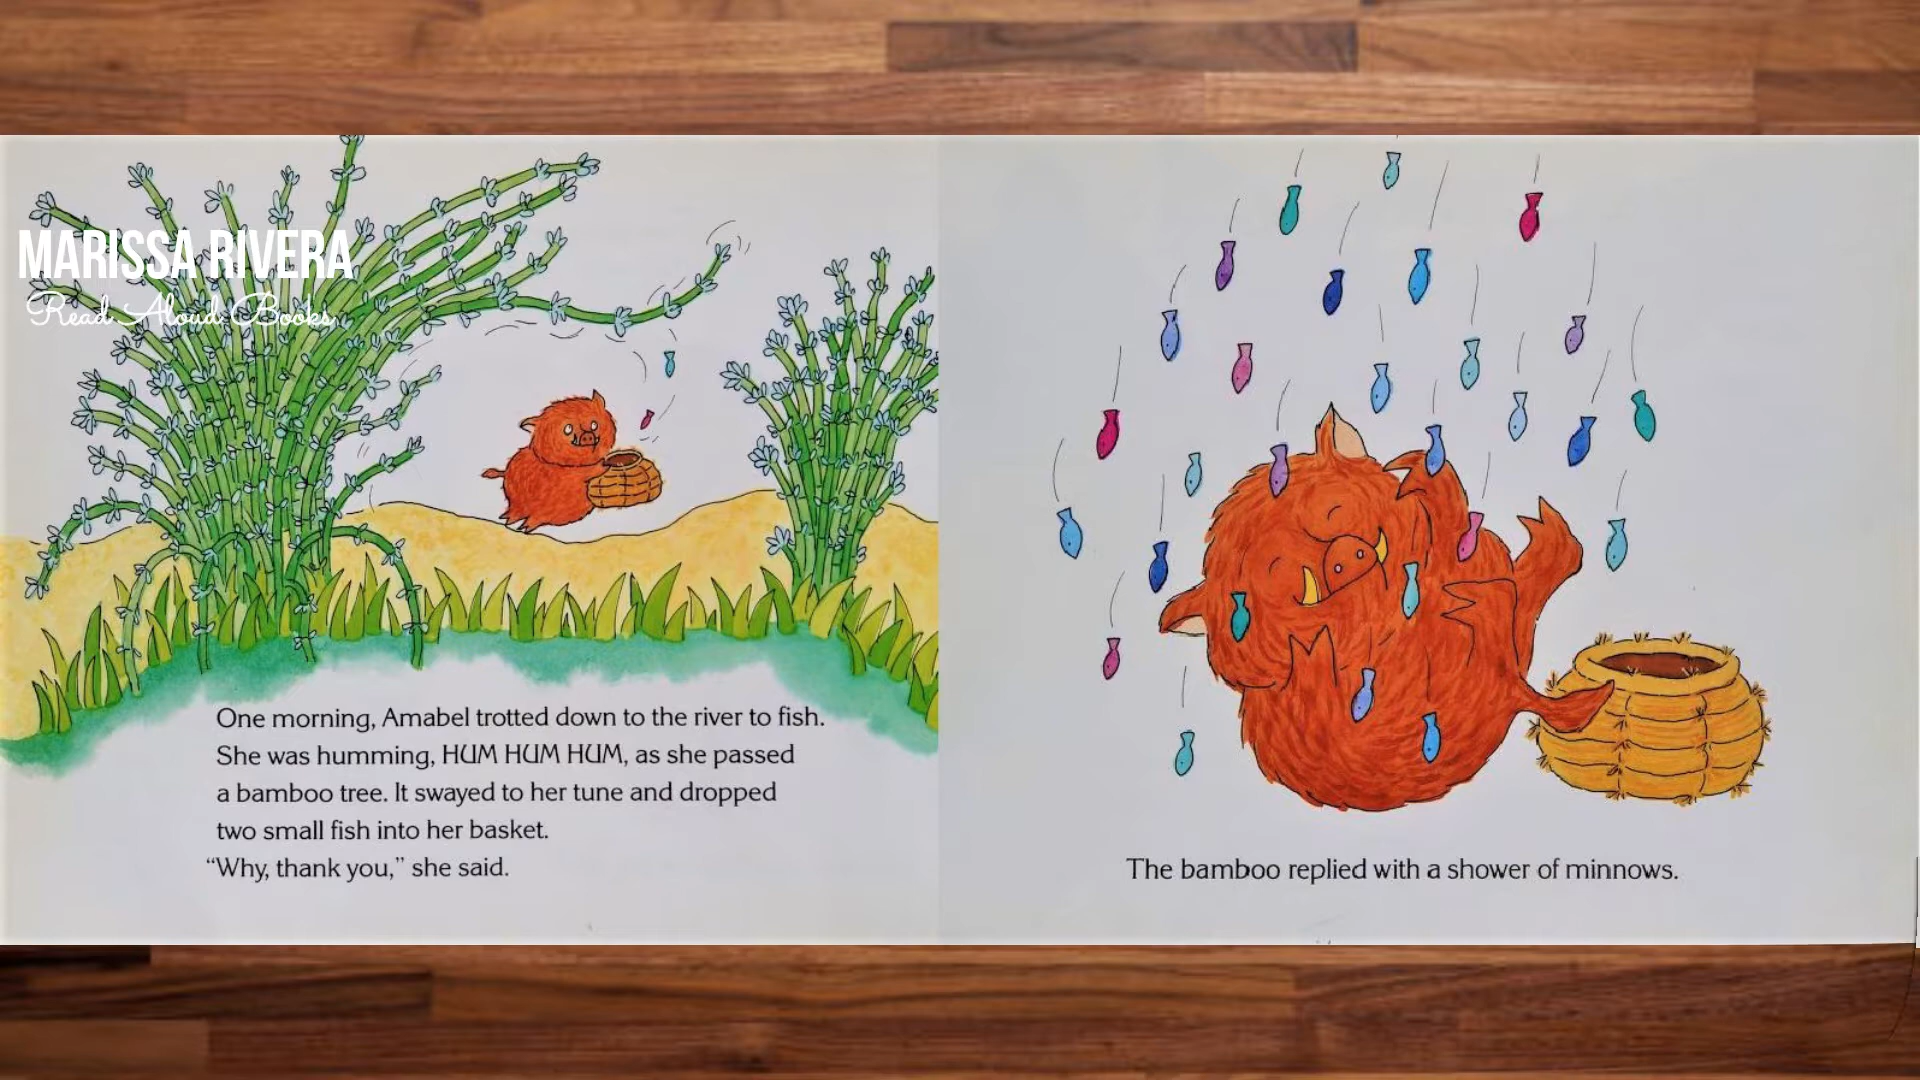 MARISSA RIVERA
Read Aloud Books
One morning, Amabel trotted down to the river to fish.
She was humming, HUM HUM HUM, as she passed
a bamboo tree. It swayed to her tune and dropped
two small fish into her basket.
“Why, thank you,” she said.
The bamboo replied with a shower of minnows.